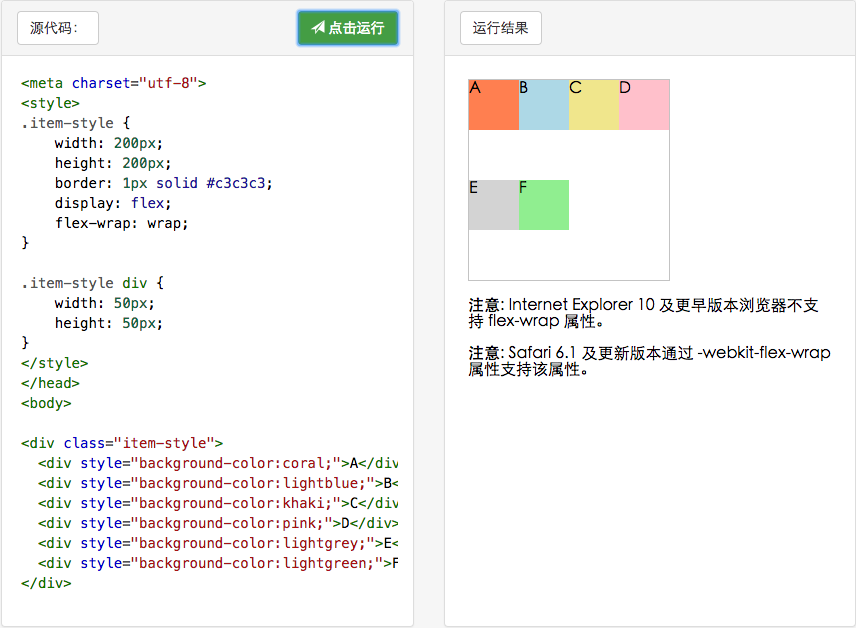 源代码：
点击运行
<meta charset="utf-8">
<style>
.item-style {
    width: 200px;
    height: 200px;
    border: 1px solid #c3c3c3;
    display: flex;
    flex-wrap: wrap;
}
.item-style div {
    width: 50px;
    height: 50px;
}
</style>
</head>
<body>
<div class="item-style">
  <div style="background-color:coral;">A</div
  <div style="background-color:lightblue;">B<
  <div style="background-color:khaki;">C</div
  <div style="background-color:pink;">D</div>
  <div style="background-color:lightgrey;">E<
  <div style="background-color:lightgreen;">F
</div>
运行结果
A B C D
E F
注意: Internet Explorer 10 及更早版本浏览器不支
持 flex-wrap 属性。
注意: Safari 6.1 及更新版本通过 -webkit-flex-wrap
属性支持该属性。